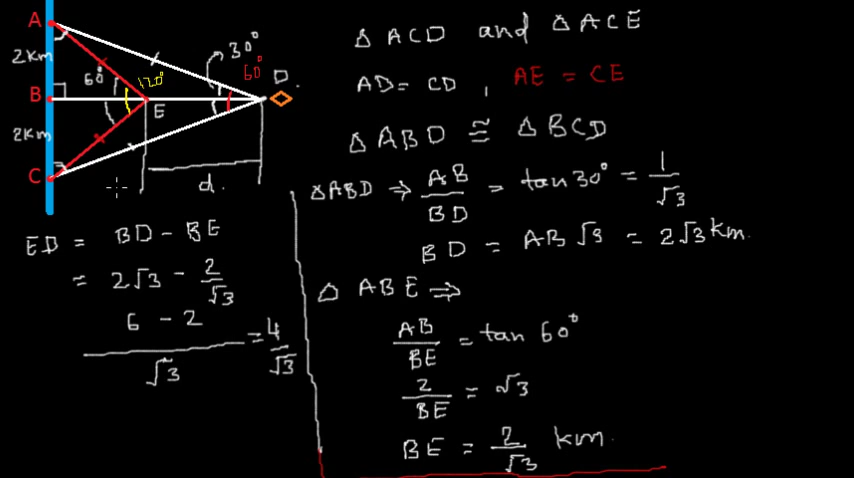 A
2Km
B
2Km
C
60°
120°
30°
60°
D
E
d
ED = BD - BE
= 2√3 - 2/√3
6 - 2 / √3 = 4/√3
Δ ACD and Δ ACE
AD = CD , AE = CE
Δ ABD ≅ Δ BCD
ΔABD ⇒ AB/BD = tan 30° = 1/√3
BD = AB √3 = 2√3 km.
Δ ABE ⇒
AB/BE = tan 60°
2/BE = √3
BE = 2/√3 km.